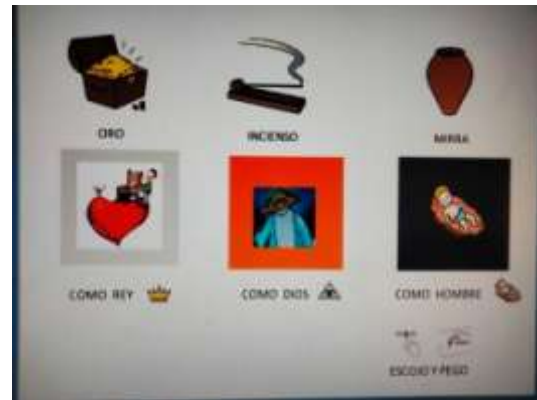 ORO INCIENSO MIRRA
COMO REY COMO DIOS COMO HOMBRE
ESCOJO Y PEGO